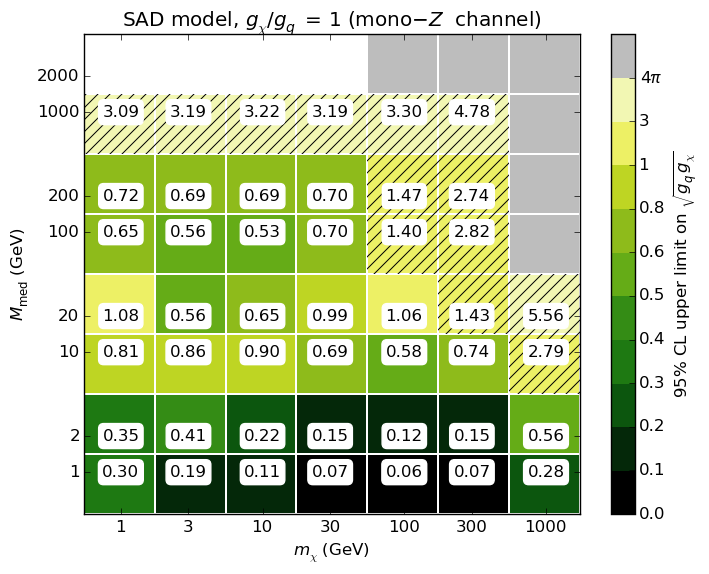 SAD model, gχ/gq = 1 (mono−Z channel)
2000
1000 3.09 3.19 3.22 3.19 3.30 4.78
200 0.72 0.69 0.69 0.70 1.47 2.74
100 0.65 0.56 0.53 0.70 1.40 2.82
20 1.08 0.56 0.65 0.99 1.06 1.43 5.56
10 0.81 0.86 0.90 0.69 0.58 0.74 2.79
2 0.35 0.41 0.22 0.15 0.12 0.15 0.56
1 0.30 0.19 0.11 0.07 0.06 0.07 0.28
1 3 10 30 100 300 1000
mχ (GeV)
Mmed (GeV)
4π
3
1
0.8
0.6
0.5
0.4
0.3
0.2
0.1
0.0
95% CL upper limit on √gq gχ